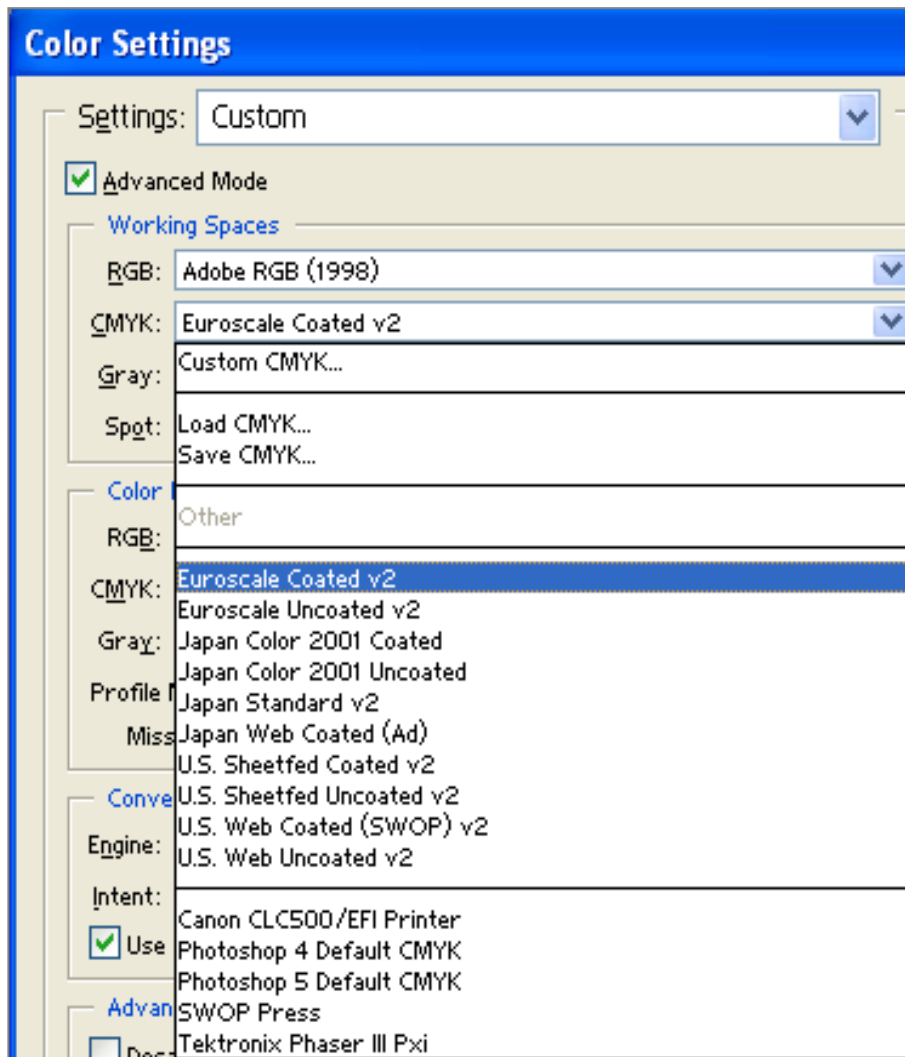 Color Settings
Settings: Custom
Advanced Mode
Working Spaces
RGB: Adobe RGB (1998)
CMYK: Euroscale Coated v2
Custom CMYK...
Gray:
Load CMYK...
Spot:
Save CMYK...
Color
Other
RGB:
Euroscale Coated v2
CMYK:
Euroscale Uncoated v2
Gray:
Japan Color 2001 Coated
Japan Color 2001 Uncoated
Profile
Japan Standard v2
Miss
Japan Web Coated (Ad)
U.S. Sheetfed Coated v2
Conve
U.S. Sheetfed Uncoated v2
U.S. Web Coated (SWOP) v2
Engine:
U.S. Web Uncoated v2
Intent:
Canon CLC500/EFI Printer
Use
Photoshop 4 Default CMYK
Photoshop 5 Default CMYK
Advan
SWOP Press
Tektronix Phaser III Pxi